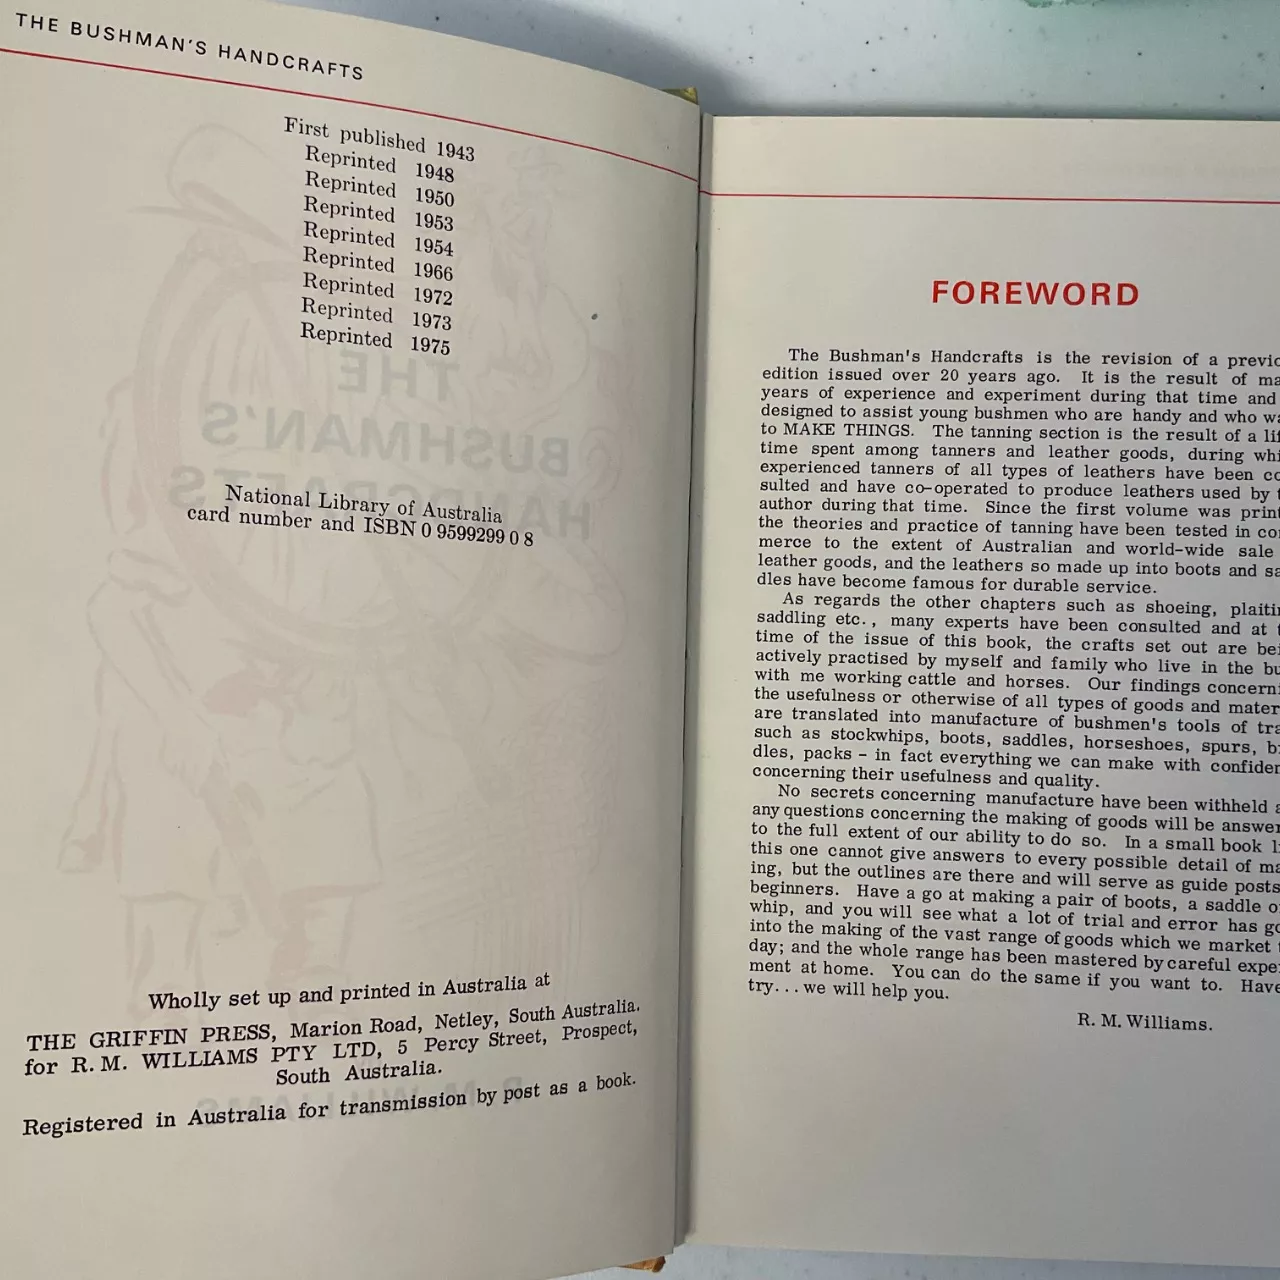 THE BUSHMAN'S HANDCRAFTS
First published 1943
Reprinted 1948
Reprinted 1950
Reprinted 1953
Reprinted 1954
Reprinted 1966
Reprinted 1972
Reprinted 1973
Reprinted 1975
National Library of Australia
card number and ISBN 0 9599299 0 8
Wholly set up and printed in Australia at
THE GRIFFIN PRESS, Marion Road, Netley, South Australia.
for R. M. WILLIAMS PTY LTD, 5 Percy Street, Prospect,
South Australia.
Registered in Australia for transmission by post as a book.
FOREWORD
The Bushman's Handcrafts is the revision of a previo
edition issued over 20 years ago. It is the result of ma
years of experience and experiment during that time and
designed to assist young bushmen who are handy and who wa
to MAKE THINGS. The tanning section is the result of a lif
time spent among tanners and leather goods, during whi
experienced tanners of all types of leathers have been co
sulted and have co-operated to produce leathers used by t
author during that time. Since the first volume was print
the theories and practice of tanning have been tested in co
merce to the extent of Australian and world-wide sale
leather goods, and the leathers so made up into boots and sa
dles have become famous for durable service.
As regards the other chapters such as shoeing, plaitin
saddling etc., many experts have been consulted and at t
time of the issue of this book, the crafts set out are bei
actively practised by myself and family who live in the bu
with me working cattle and horses. Our findings concerni
the usefulness or otherwise of all types of goods and mater
are translated into manufacture of bushmen's tools of tra
such as stockwhips, boots, saddles, horseshoes, spurs, br
dles, packs - in fact everything we can make with confiden
concerning their usefulness and quality.
No secrets concerning manufacture have been withheld a
any questions concerning the making of goods will be answer
to the full extent of our ability to do so. In a small book li
this one cannot give answers to every possible detail of ma
ing, but the outlines are there and will serve as guide posts
beginners. Have a go at making a pair of boots, a saddle o
whip, and you will see what a lot of trial and error has go
into the making of the vast range of goods which we market t
day; and the whole range has been mastered by careful expe
ment at home. You can do the same if you want to. Have
try...we will help you.
R. M. Williams.